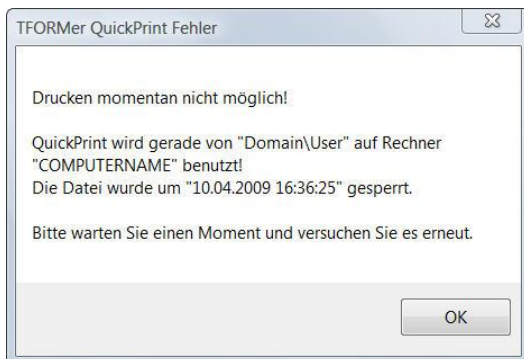 TFORMer QuickPrint Fehler
Drucken momentan nicht möglich!
QuickPrint wird gerade von "Domain\User" auf Rechner
"COMPUTERNAME" benutzt!
Die Datei wurde um "10.04.2009 16:36:25" gesperrt.
Bitte warten Sie einen Moment und versuchen Sie es erneut.
OK